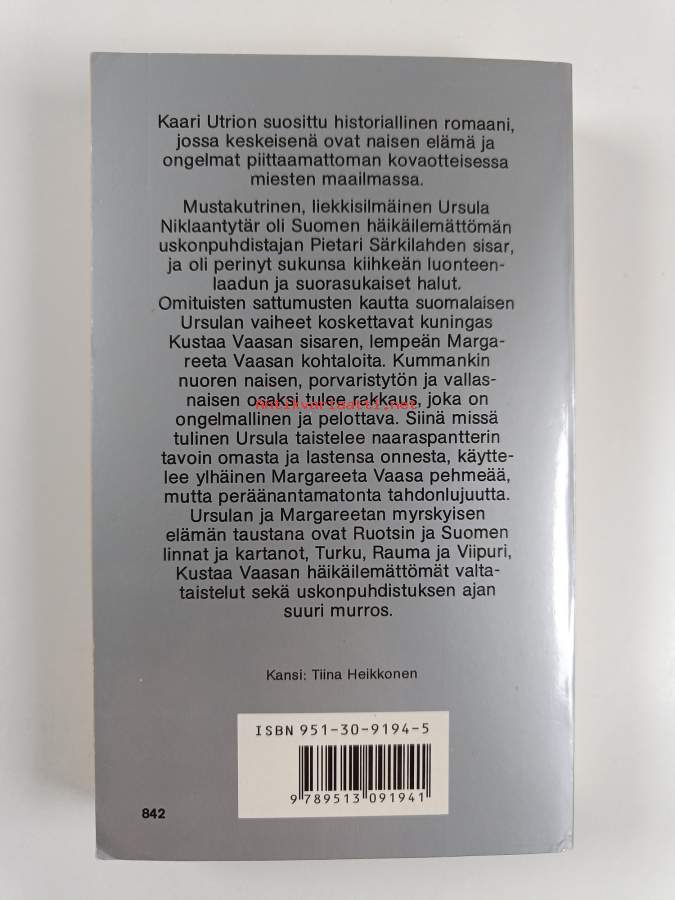 Kaari Utrion suosittu historiallinen romaani,
jossa keskeisenä ovat naisen elämä ja
ongelmat piittaamattoman kovaotteisessa
miesten maailmassa.
Mustakutrinen, liekkisilmäinen Ursula
Niklaantytär oli Suomen häikäilemättömän
uskonpuhdistajan Pietari Särkilahden sisar,
ja oli perinyt sukunsa kiihkeän luonteen-
laadun ja suorasukaiset halut.
Omituisten sattumusten kautta suomalaisen
Ursulan vaiheet koskettavat kuningas
Kustaa Vaasan sisaren, lempeän Marga-
reeta Vaasan kohtaloita. Kummankin
nuoren naisen, porvaristytön ja vallas-
naisen osaksi tulee rakkaus, joka on
Antikvariaatti.net
ongelmallinen ja pelottava. Siinä missä
tulinen Ursula taistelee naaraspantterin
tavoin omasta ja lastensa onnesta, käytte-
lee ylhäinen Margareeta Vaasa pehmeää,
mutta peräänantamatonta tahdonlujuutta.
Ursulan ja Margareetan myrskyisen
elämän taustana ovat Ruotsin ja Suomen
linnat ja kartanot, Turku, Rauma ja Viipuri,
Kustaa Vaasan häikäilemättömät valta-
taistelut sekä uskonpuhdistuksen ajan
suuri murros.
Kansi: Tiina Heikkonen
ISBN 951-30-9194-5
9 789513 091941
842